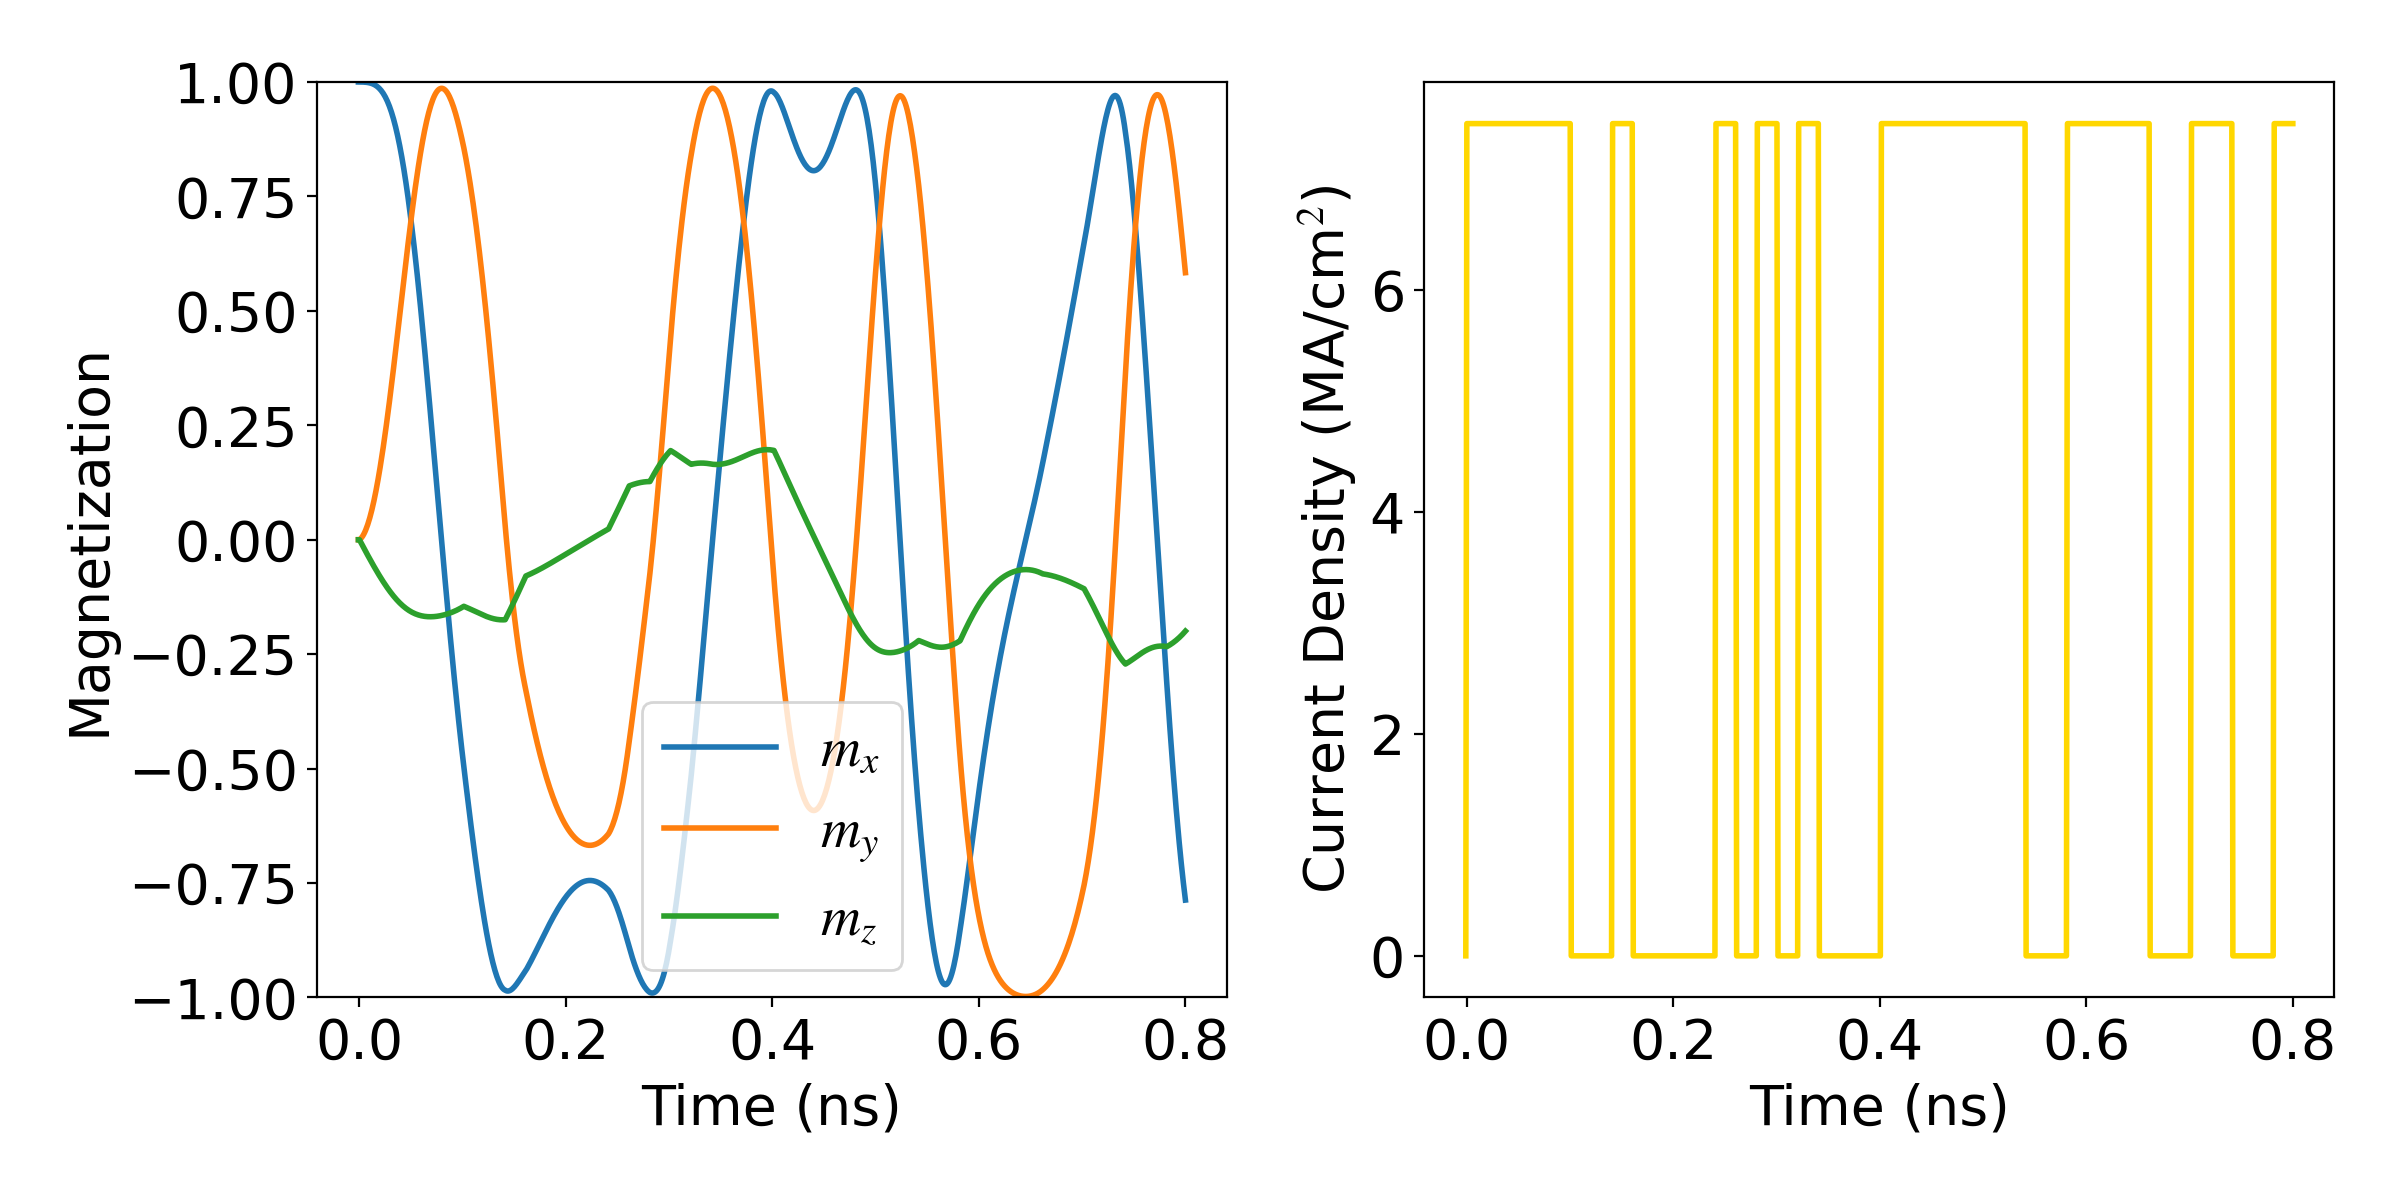 1.00
0.75
0.50
0.25
0.00
−0.25
−0.50
−0.75
−1.00
Magnetization
0.0 0.2 0.4 0.6 0.8
Time (ns)
m_x
m_y
m_z
6
4
2
0
Current Density (MA/cm²)
0.0 0.2 0.4 0.6 0.8
Time (ns)